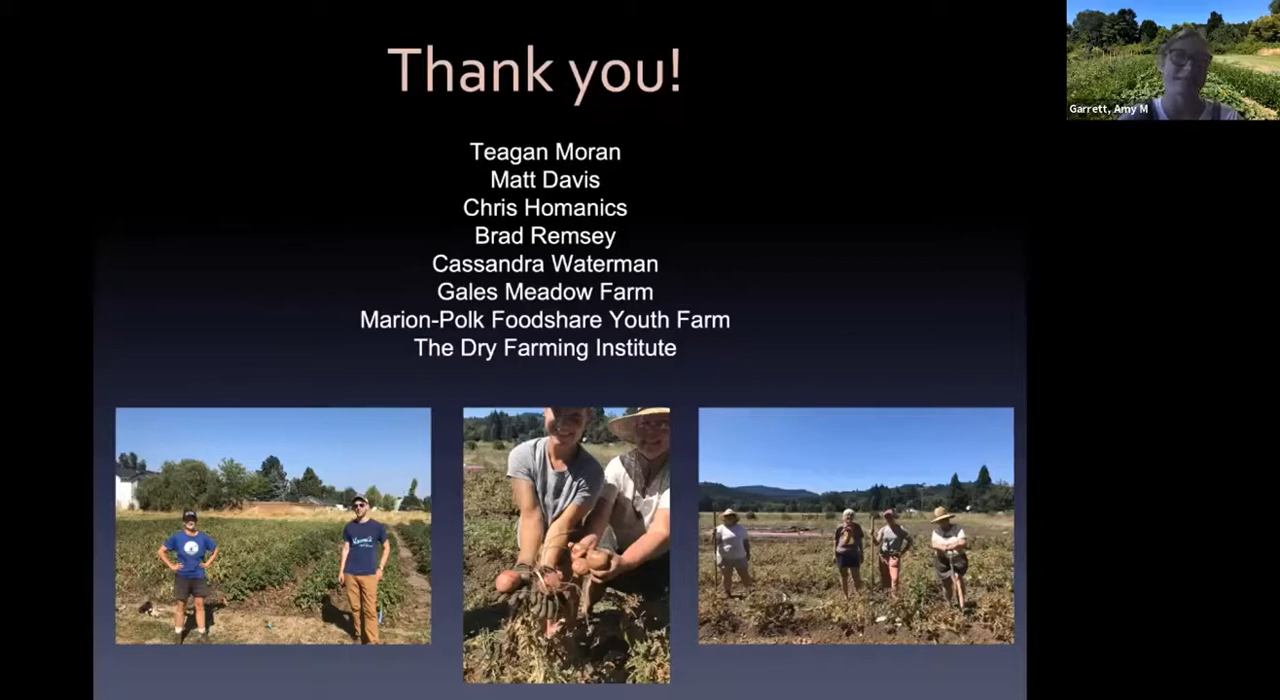 Thank you!
Garrett, Amy M
Teagan Moran
Matt Davis
Chris Homanics
Brad Remsey
Cassandra Waterman
Gales Meadow Farm
Marion-Polk Foodshare Youth Farm
The Dry Farming Institute